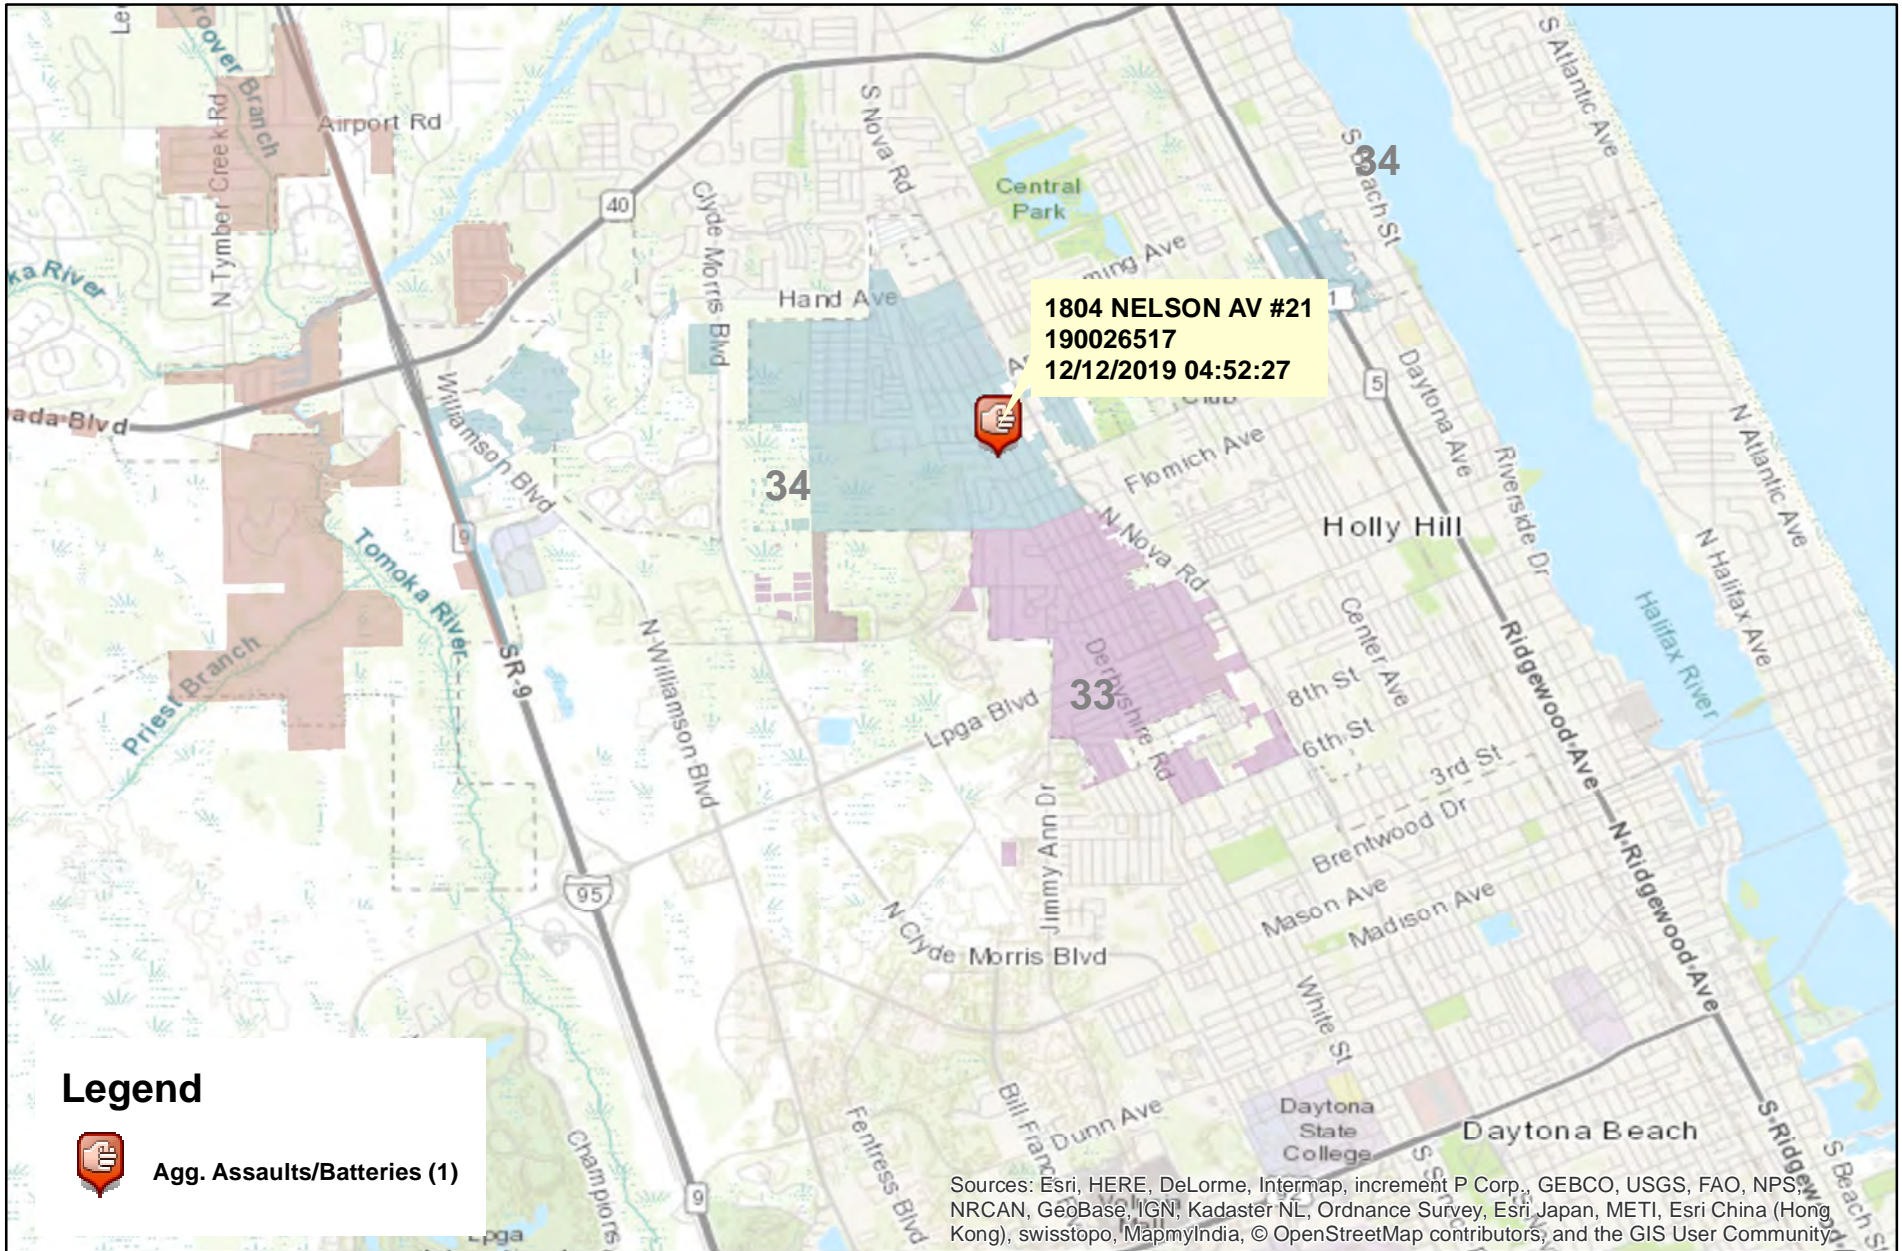 S Atlantic Ave
Airport Rd
N Tymber Creek Rd
S Nova Rd
S Beach St
34
Central
Park
40
Clyde Morris Blvd
Hand Ave
1804 NELSON AV #21
190026517
12/12/2019 04:52:27
1
5
Daytona Ave
N Atlantic Ave
Williamson Blvd
34
Flomich Ave
Riverside Dr
Holly Hill
N Nova Rd
9
Tomoka River
N Halifax Ave
Halifax River
Priest Branch
SR-9
N Williamson Blvd
Center Ave
Ridgewood Ave
Derbyshire Rd
33
8th St
6th St
3rd St
Lpga Blvd
Jimmy Ann Dr
Brentwood Dr
N Ridgewood Ave
95
Mason Ave
Madison Ave
N Clyde Morris Blvd
White St
Legend
Agg. Assaults/Batteries (1)
Champions
9
Fentress Blvd
Dunn Ave
Daytona
State
College
Daytona Beach
S Beach St
Sources: Esri, HERE, DeLorme, Intermap, increment P Corp., GEBCO, USGS, FAO, NPS,
NRCAN, GeoBase, IGN, Kadaster NL, Ordnance Survey, Esri Japan, METI, Esri China (Hong
Kong), swisstopo, MapmyIndia, © OpenStreetMap contributors, and the GIS User Community